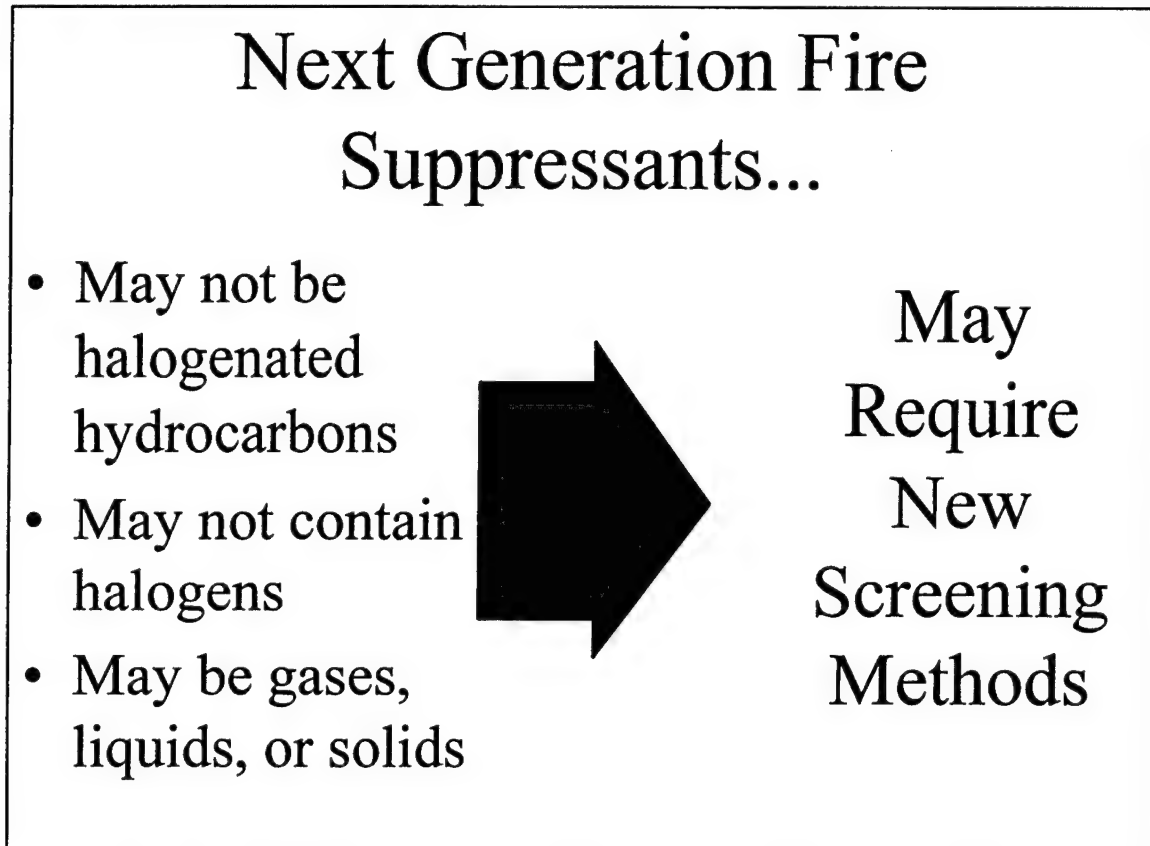 Next Generation Fire
Suppressants...
• May not be
halogenated
hydrocarbons
• May not contain
halogens
• May be gases,
liquids, or solids
May
Require
New
Screening
Methods